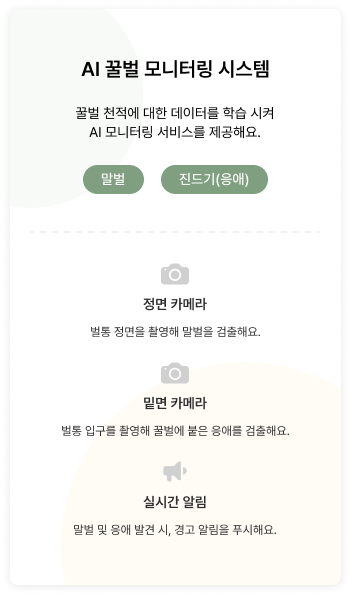 AI 꿀벌 모니터링 시스템
꿀벌 천적에 대한 데이터를 학습 시켜
AI 모니터링 서비스를 제공해요.
말벌
진드기(응애)
정면 카메라
벌통 정면을 촬영해 말벌을 검출해요.
밑면 카메라
벌통 입구를 촬영해 꿀벌에 붙은 응애를 검출해요.
실시간 알림
말벌 및 응애 발견 시, 경고 알림을 푸시해요.